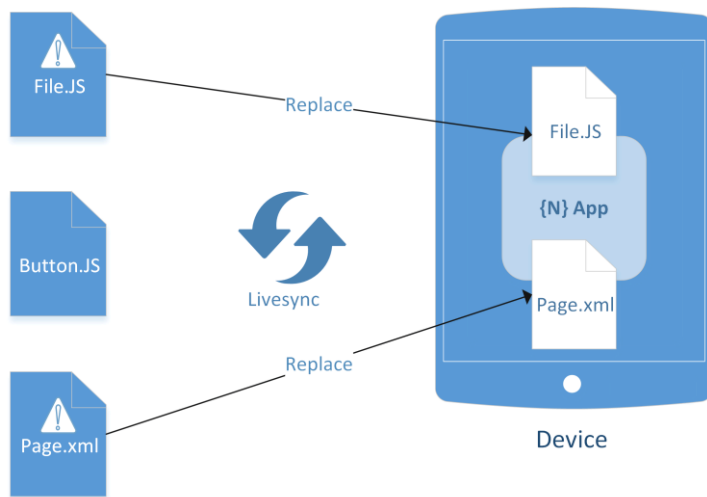 File.JS
Replace
File.JS
{N} App
Button.JS
Livesync
Page.xml
Replace
Page.xml
Device